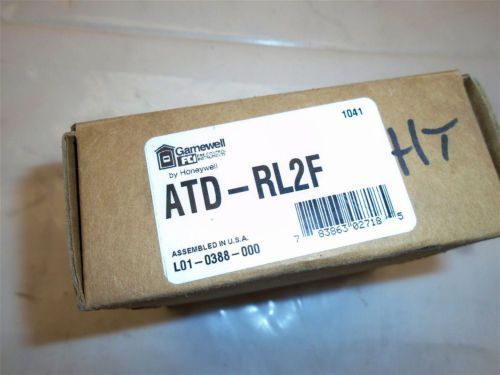 1041
Gamewell
FCI
by Honeywell
ATD-RL2F
HT
7 83863 02718 5
ASSEMBLED IN U.S.A.
L01-0388-000